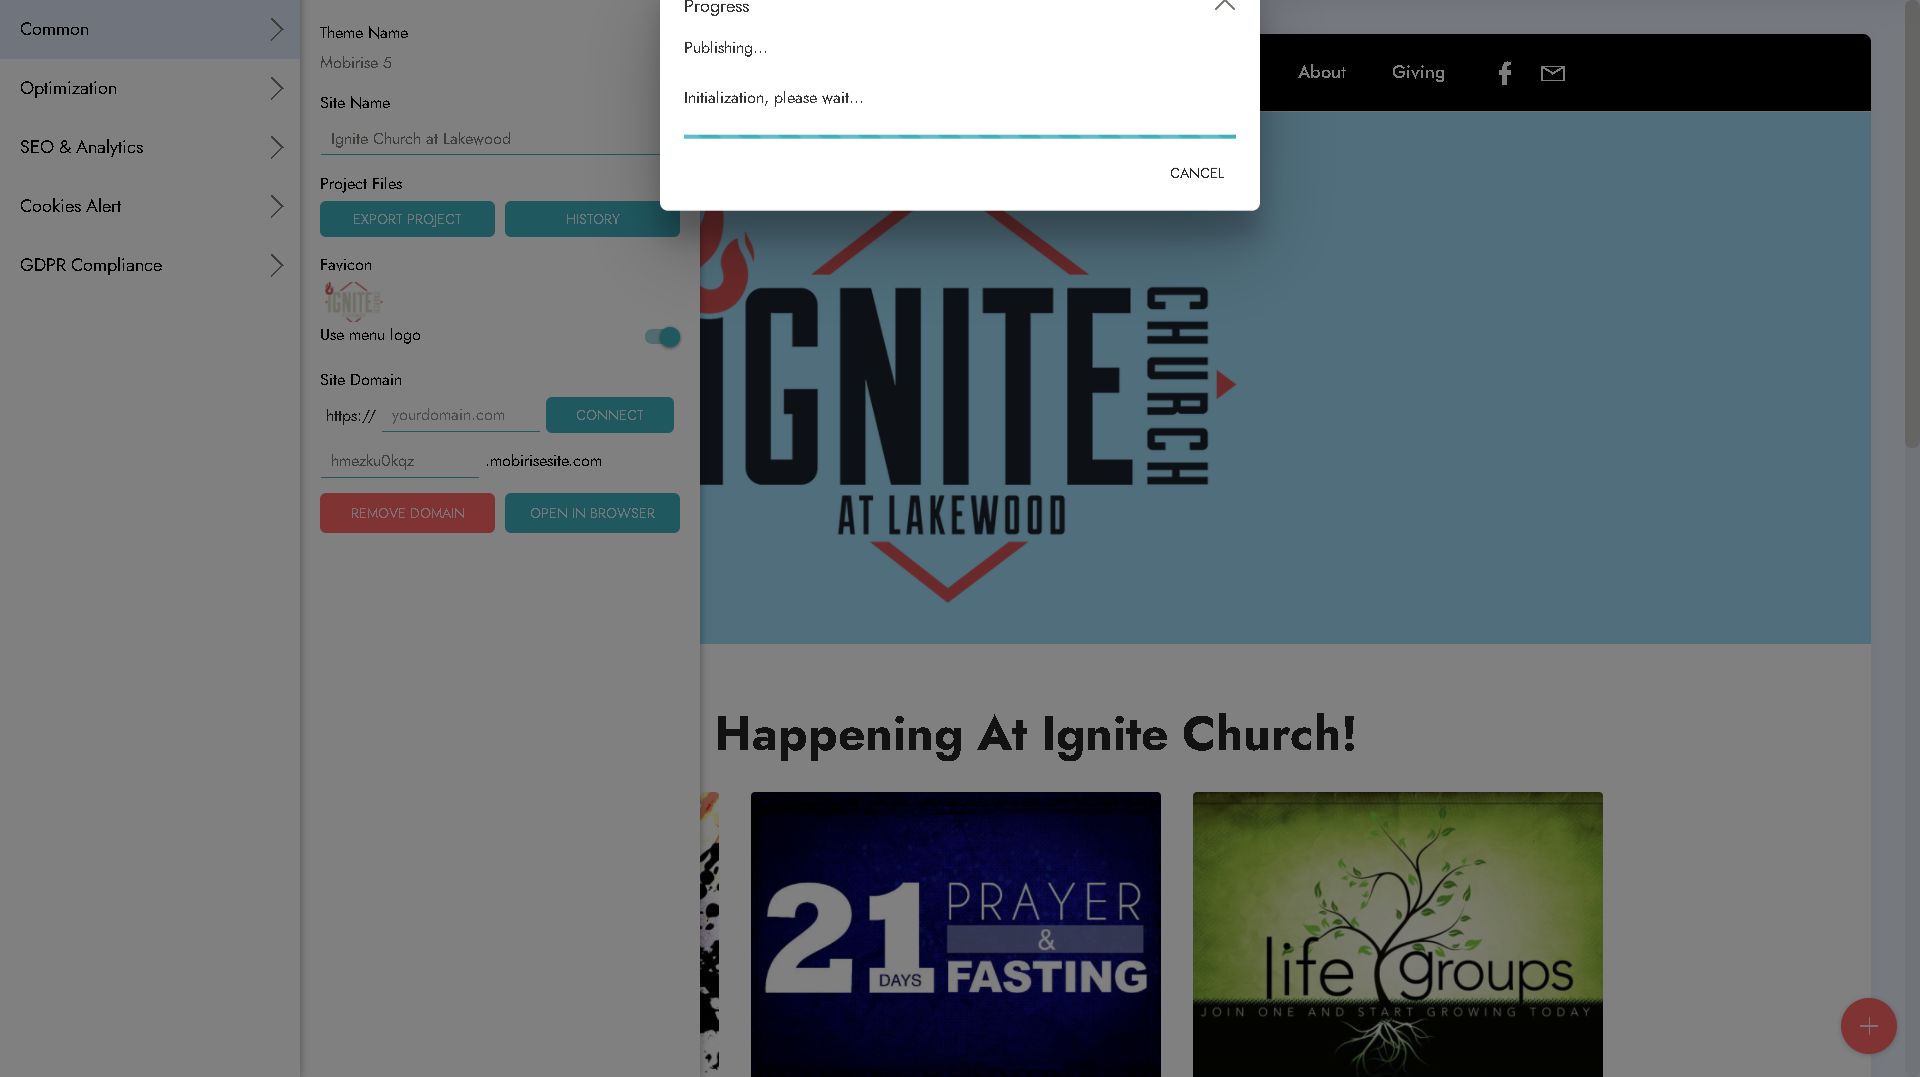 Common
Optimization
SEO & Analytics
Cookies Alert
GDPR Compliance
Theme Name
Mobirise 5
Site Name
Ignite Church at Lakewood
Project Files
EXPORT PROJECT
HISTORY
Favicon
IGNITE
Use menu logo
Site Domain
https://
yourdomain.com
CONNECT
hmezku0kqz
.mobirisesite.com
REMOVE DOMAIN
OPEN IN BROWSER
Progress
Publishing...
Initialization, please wait...
CANCEL
About
Giving
IGNITE
CHURCH
AT LAKEWOOD
Happening At Ignite Church!
21
DAYS
PRAYER
&
FASTING
life groups
JOIN ONE AND START GROWING TODAY